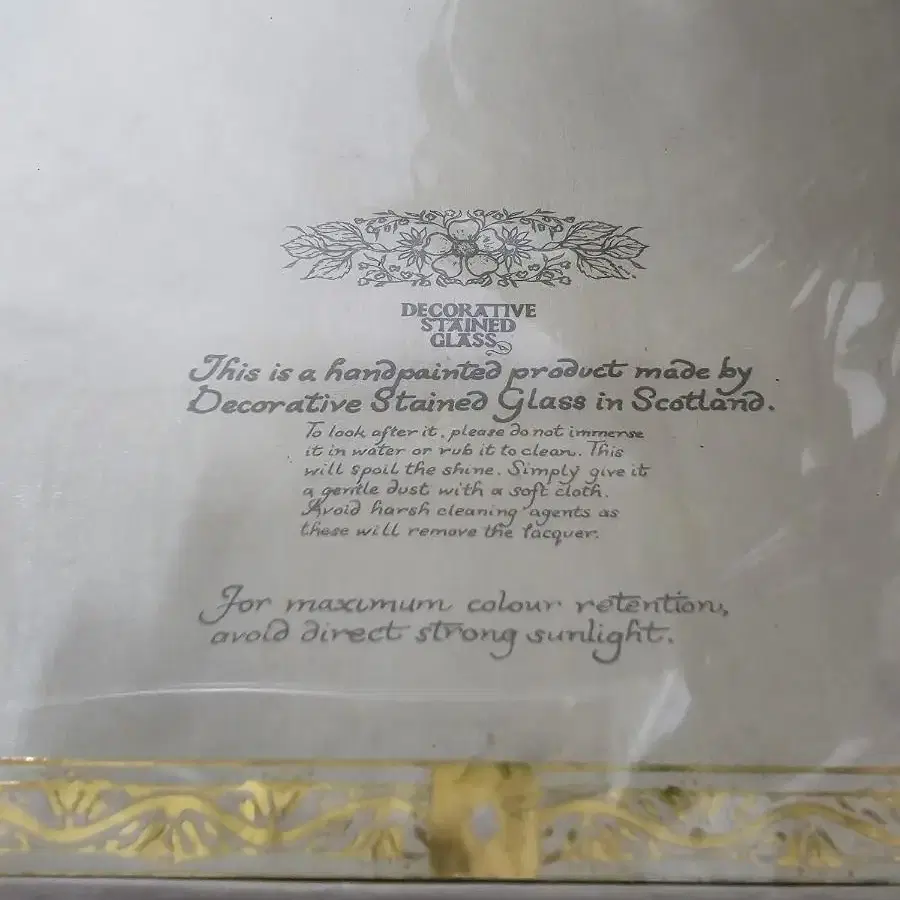 DECORATIVE
STAINED
GLASS
This is a handpainted product made by
Decorative Stained Glass in Scotland.
To look after it, please do not immense
it in water or rub it to clean. This
will spoil the shine. Simply give it
a gentle dust with a soft cloth.
Avoid harsh cleaning agents as
these will remove the lacquer.
For maximum colour retention,
avoid direct strong sunlight.